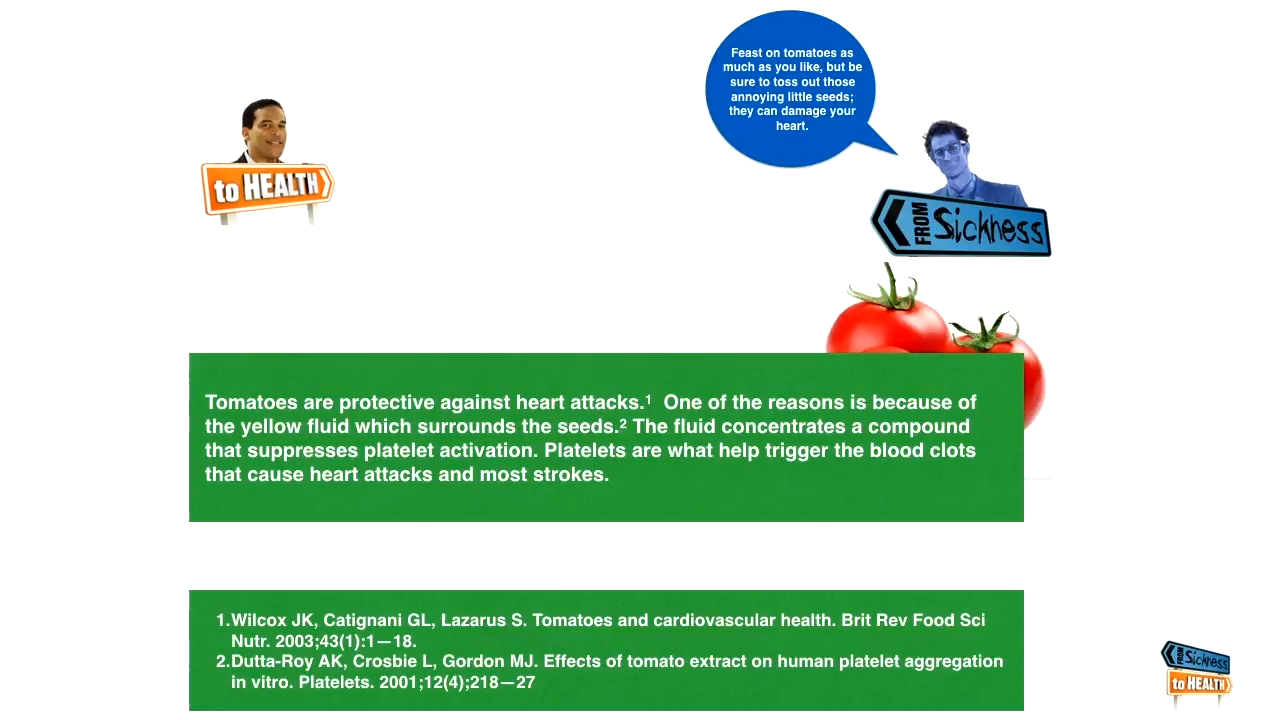 Feast on tomatoes as
much as you like, but be
sure to toss out those
annoying little seeds;
they can damage your
heart.
to HEALTH
FROM Sickness
Tomatoes are protective against heart attacks.¹ One of the reasons is because of
the yellow fluid which surrounds the seeds.² The fluid concentrates a compound
that suppresses platelet activation. Platelets are what help trigger the blood clots
that cause heart attacks and most strokes.
1.Wilcox JK, Catignani GL, Lazarus S. Tomatoes and cardiovascular health. Brit Rev Food Sci
Nutr. 2003;43(1):1—18.
2.Dutta-Roy AK, Crosbie L, Gordon MJ. Effects of tomato extract on human platelet aggregation
in vitro. Platelets. 2001;12(4);218—27
FROM Sickness
to HEALTH